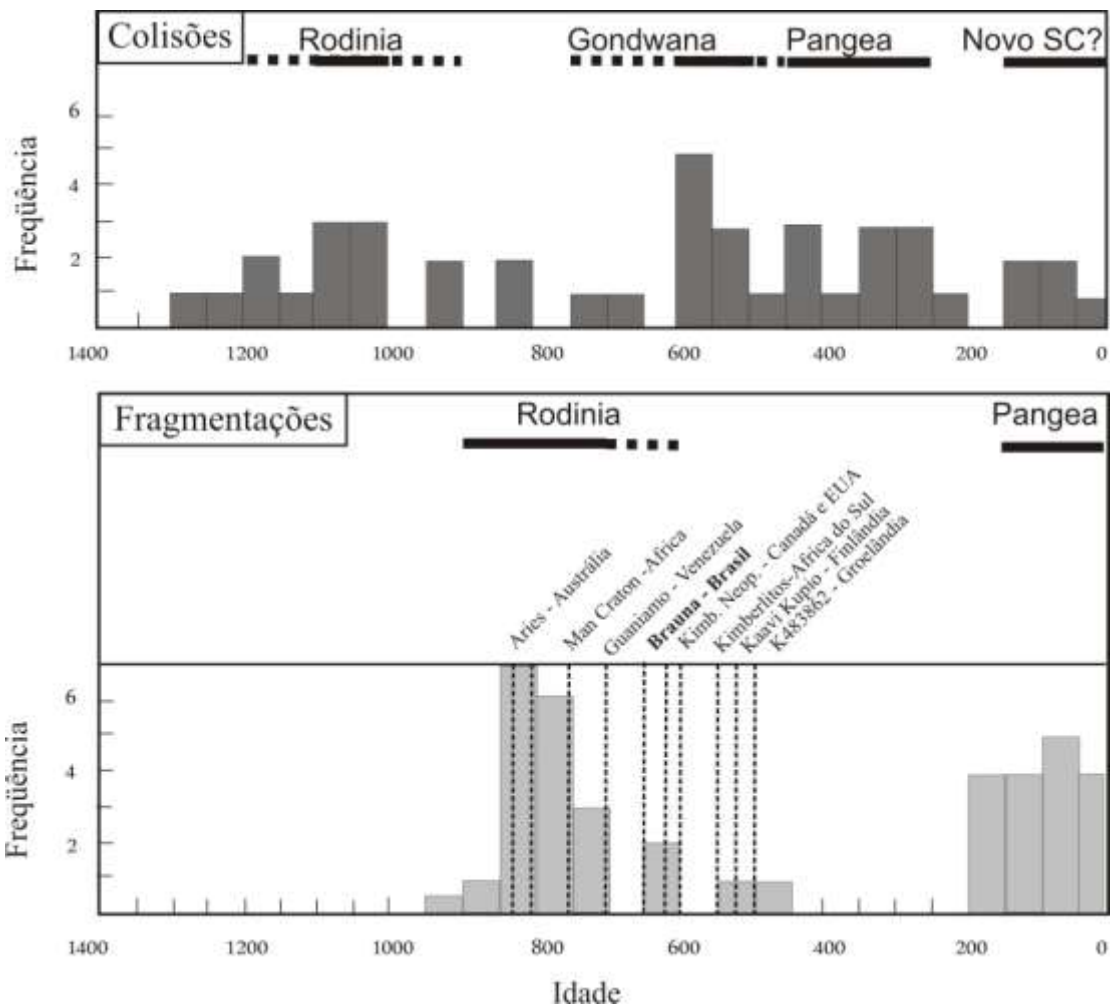 Colisões
Rodinia
Gondwana
Pangea
Novo SC?
Freqüência
6
4
2
1400 1200 1000 800 600 400 200 0
Fragmentações
Rodinia
Pangea
Aries - Austrália
Man Craton -Africa
Guaniamo - Venezuela
Brauna - Brasil
Kimb. Neop. - Canadá e EUA
Kimberlitos-Africa do Sul
Kaavi Kupio - Finlândia
K483862 - Groelândia
Freqüência
6
4
2
1400 1200 1000 800 600 400 200 0
Idade